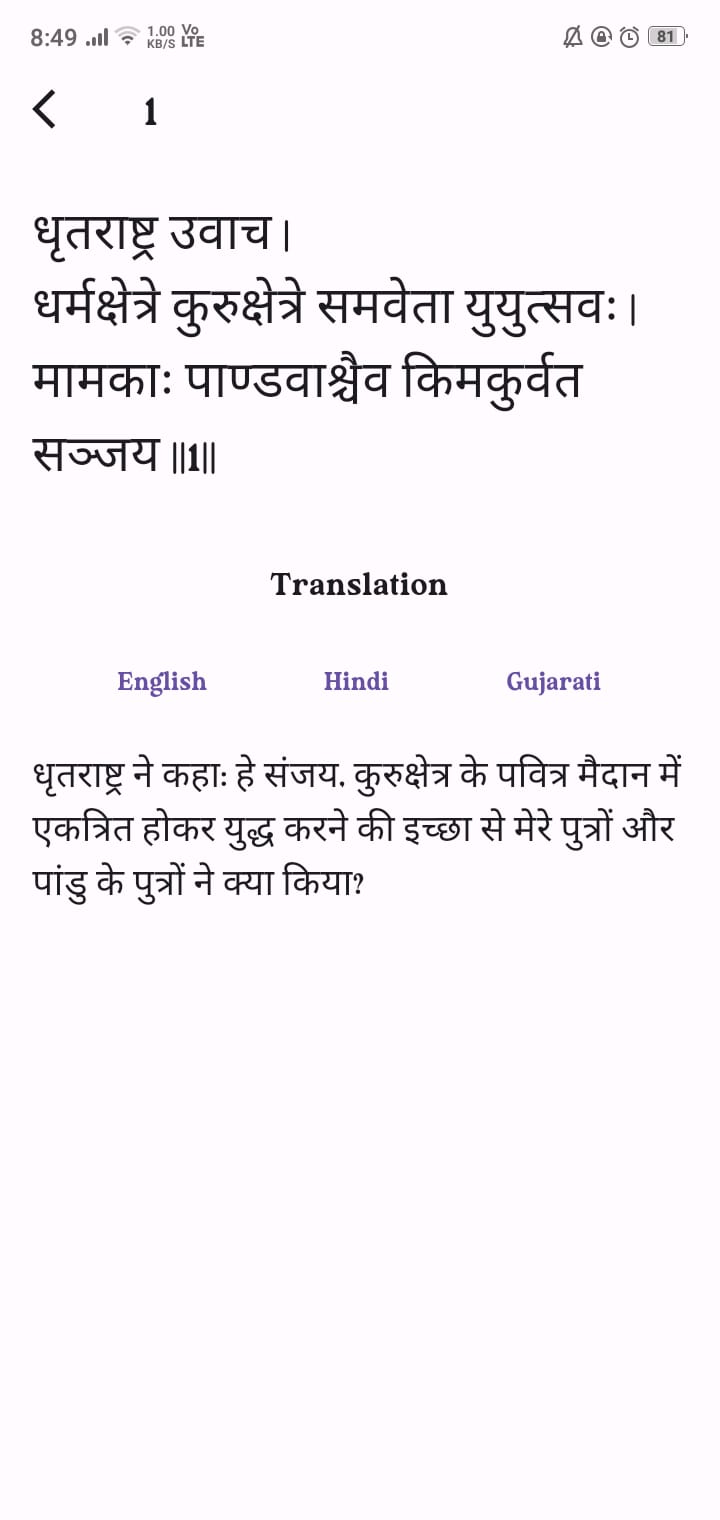 8:49 1.00 KB/S Vo LTE 81
1
धृतराष्ट्र उवाच।
धर्मक्षेत्रे कुरुक्षेत्रे समवेता युयुत्सवः।
मामकाः पाण्डवाश्चैव किमकुर्वत
सञ्जय ||1||
Translation
English Hindi Gujarati
धृतराष्ट्र ने कहा: हे संजय. कुरुक्षेत्र के पवित्र मैदान में
एकत्रित होकर युद्ध करने की इच्छा से मेरे पुत्रों और
पांडु के पुत्रों ने क्या किया?